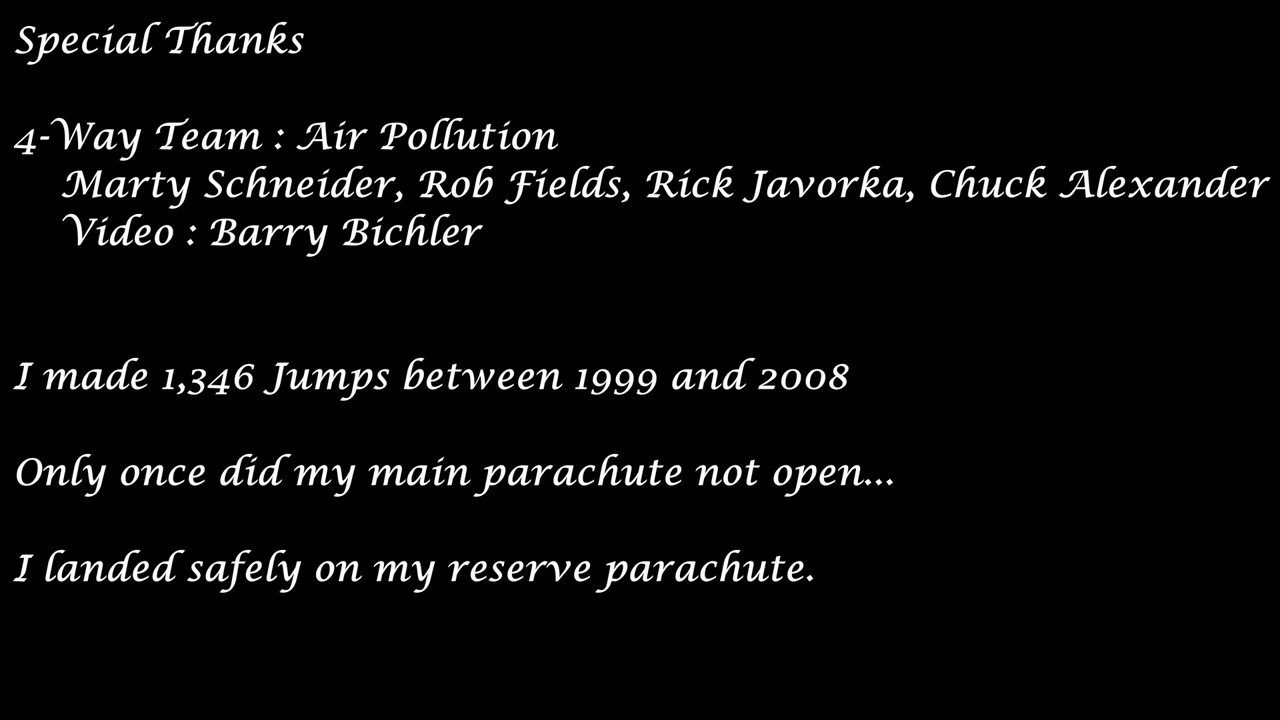 Special Thanks
4-Way Team : Air Pollution
Marty Schneider, Rob Fields, Rick Javorka, Chuck Alexander
Video : Barry Bichler
I made 1,346 Jumps between 1999 and 2008
Only once did my main parachute not open...
I landed safely on my reserve parachute.